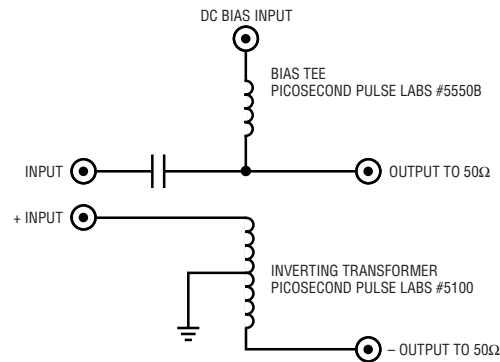 DC BIAS INPUT
BIAS TEE
PICOSECOND PULSE LABS #5550B
INPUT
OUTPUT TO 50Ω
+ INPUT
INVERTING TRANSFORMER
PICOSECOND PULSE LABS #5100
– OUTPUT TO 50Ω